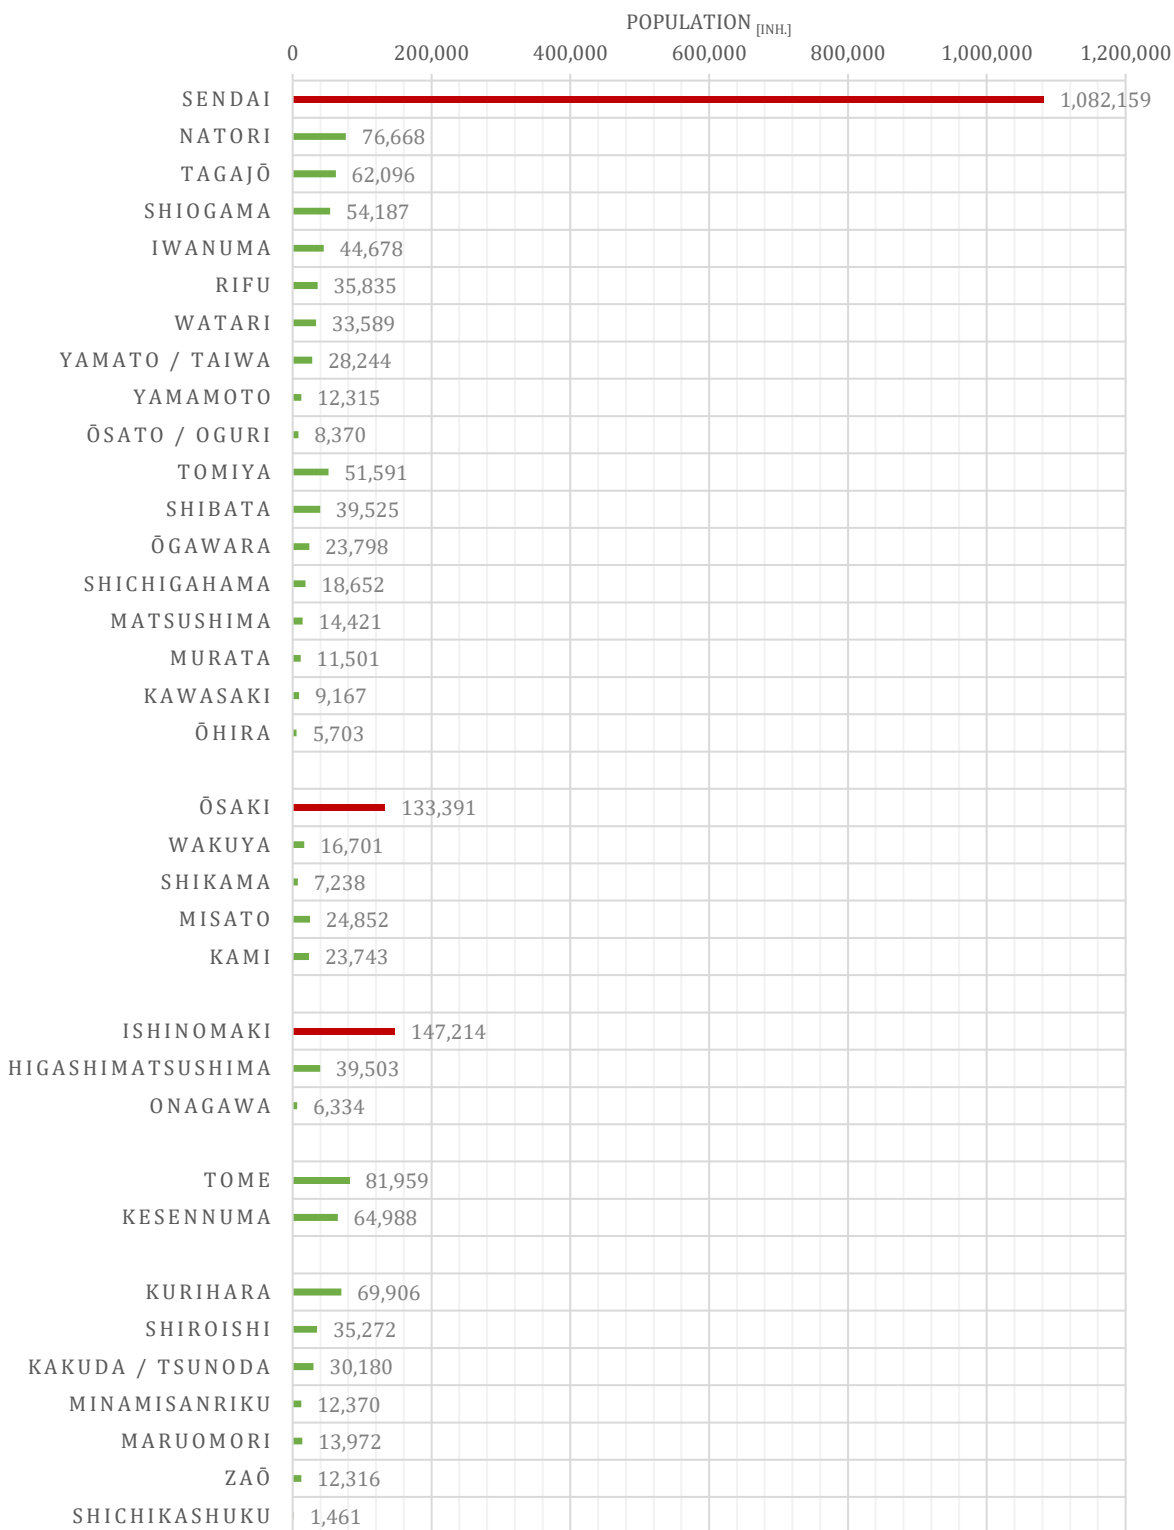 POPULATION [INH.]
0 200,000 400,000 600,000 800,000 1,000,000 1,200,000
SENDAI 1,082,159
NATORI 76,668
TAGAJŌ 62,096
SHIOGAMA 54,187
IWANUMA 44,678
RIFU 35,835
WATARI 33,589
YAMATO / TAIWA 28,244
YAMAMOTO 12,315
ŌSATO / OGURI 8,370
TOMIYA 51,591
SHIBATA 39,525
ŌGAWARA 23,798
SHICHIGAHAMA 18,652
MATSUSHIMA 14,421
MURATA 11,501
KAWASAKI 9,167
ŌHIRA 5,703
ŌSAKI 133,391
WAKUYA 16,701
SHIKAMA 7,238
MISATO 24,852
KAMI 23,743
ISHINOMAKI 147,214
HIGASHIMATSUSHIMA 39,503
ONAGAWA 6,334
TOME 81,959
KESENNUMA 64,988
KURIHARA 69,906
SHIROISHI 35,272
KAKUDA / TSUNODA 30,180
MINAMISANRIKU 12,370
MARUOMORI 13,972
ZAŌ 12,316
SHICHIKASHUKU 1,461